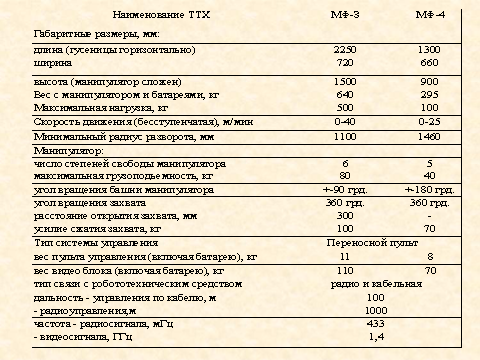 Наименование ТТХ МФ-3 МФ-4
Габаритные размеры, мм:
длина (гусеницы горизонтально) 2250 1300
ширина 720 660
высота (манипулятор сложен) 1500 900
Вес с манипулятором и батареями, кг 640 295
Максимальная нагрузка, кг 500 100
Скорость движения (бесступенчатая), м/мин 0-40 0-25
Минимальный радиус разворота, мм 1100 1460
Манипулятор:
число степеней свободы манипулятора 6 5
максимальная грузоподъемность, кг 80 40
угол вращения башни манипулятора +-90 грд. +-180 грд.
угол вращения захвата 360 грд. 360 грд.
расстояние открытия захвата, мм 300 -
усилие сжатия захвата, кг 100 70
Тип системы управления Переносной пульт
вес пульта управления (включая батарею), кг 11 8
вес видео блока (включая батарею), кг 110 70
тип связи с робототехническим средством радио и кабельная
дальность - управления по кабелю, м 100
- радиоуправления,м 1000
частота - радиосигнала, мГц 433
- видеосигнала, ГГц 1,4